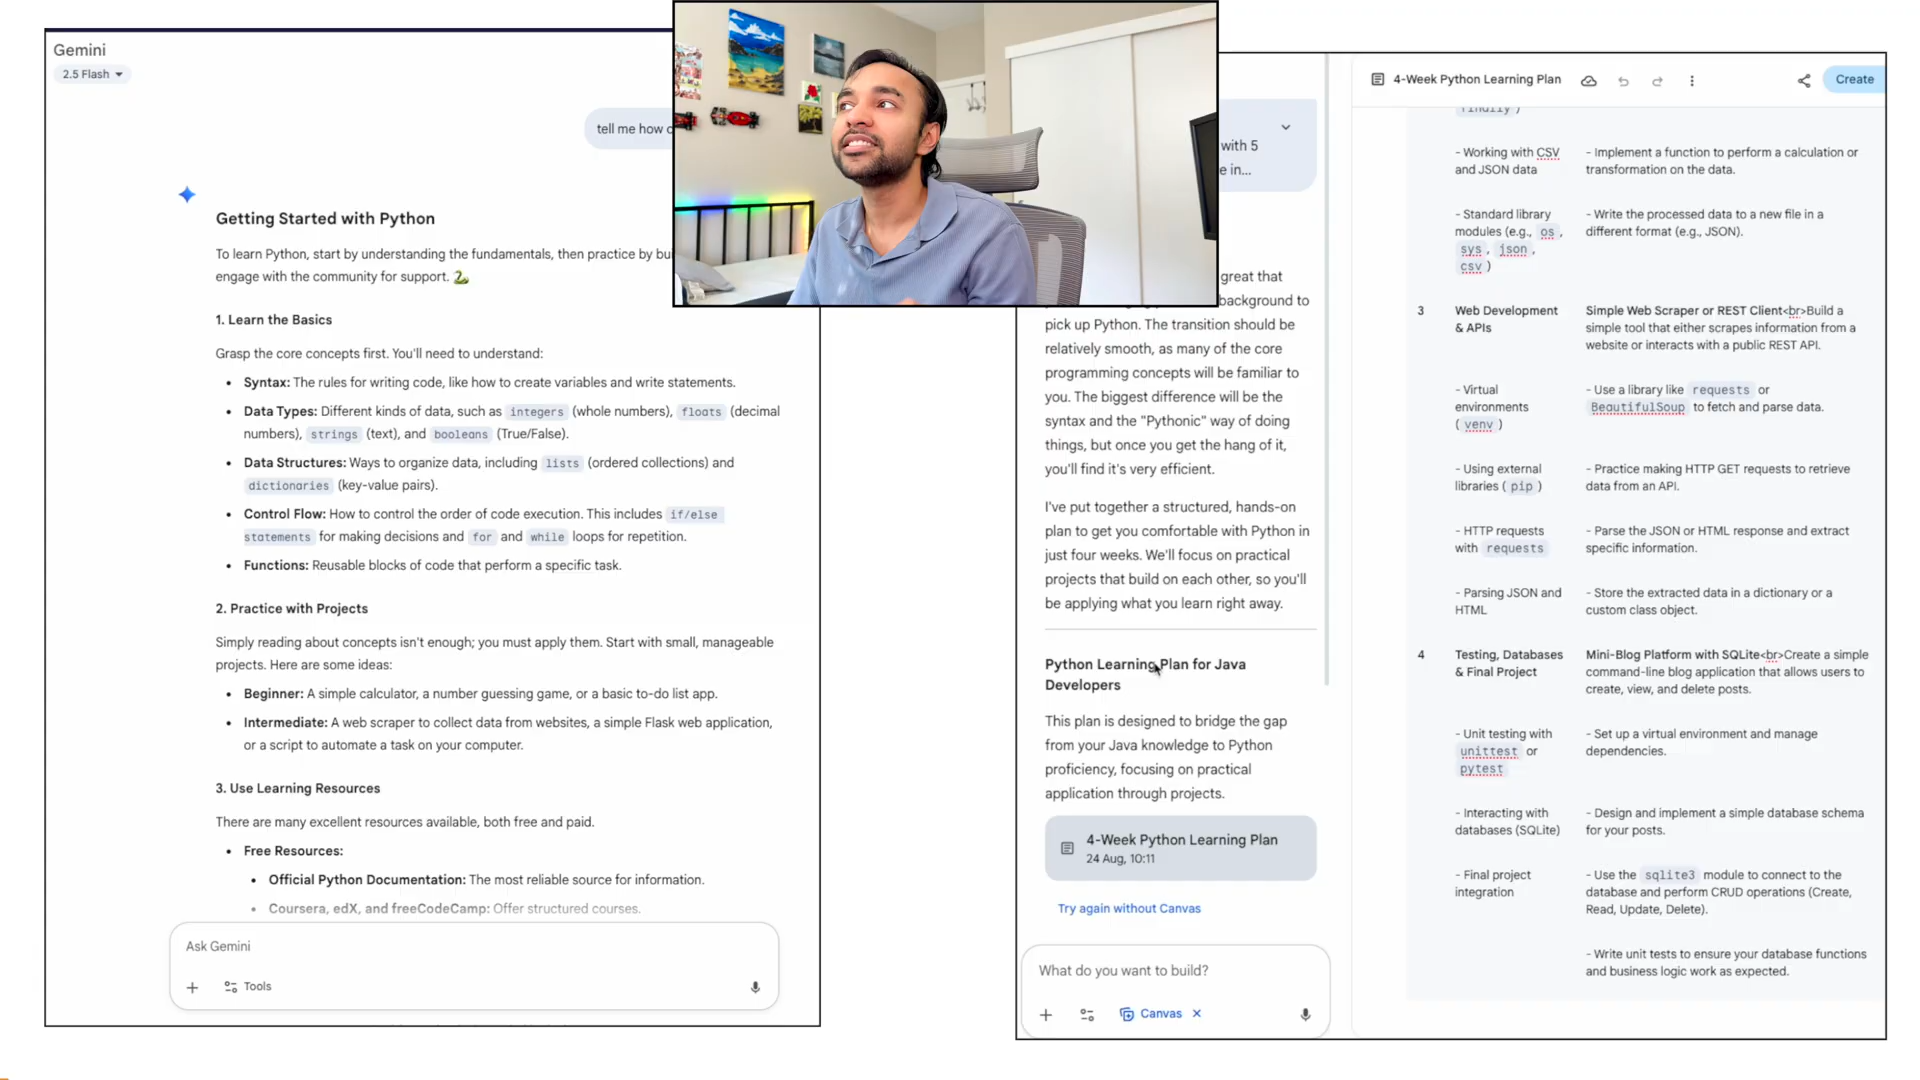 Gemini
2.5 Flash
tell me how
Getting Started with Python
To learn Python, start by understanding the fundamentals, then practice by
engage with the community for support. 🐍
1. Learn the Basics
Grasp the core concepts first. You'll need to understand:
• Syntax: The rules for writing code, like how to create variables and write statements.
• Data Types: Different kinds of data, such as integers (whole numbers), floats (decimal
numbers), strings (text), and booleans (True/False).
• Data Structures: Ways to organize data, including lists (ordered collections) and
dictionaries (key-value pairs).
• Control Flow: How to control the order of code execution. This includes if/else
statements for making decisions and for and while loops for repetition.
• Functions: Reusable blocks of code that perform a specific task.
2. Practice with Projects
Simply reading about concepts isn't enough; you must apply them. Start with small, manageable
projects. Here are some ideas:
• Beginner: A simple calculator, a number guessing game, or a basic to-do list app.
• Intermediate: A web scraper to collect data from websites, a simple Flask web application,
or a script to automate a task on your computer.
3. Use Learning Resources
There are many excellent resources available, both free and paid.
• Free Resources:
• Official Python Documentation: The most reliable source for information.
• Coursera, edX, and freeCodeCamp: Offer structured courses.
Ask Gemini
Tools
with 5
e in...
great that
background to
pick up Python. The transition should be
relatively smooth, as many of the core
programming concepts will be familiar to
you. The biggest difference will be the
syntax and the "Pythonic" way of doing
things, but once you get the hang of it,
you'll find it's very efficient.
I've put together a structured, hands-on
plan to get you comfortable with Python in
just four weeks. We'll focus on practical
projects that build on each other, so you'll
be applying what you learn right away.
Python Learning Plan for Java
Developers
This plan is designed to bridge the gap
from your Java knowledge to Python
proficiency, focusing on practical
application through projects.
4-Week Python Learning Plan
24 Aug, 10:11
Try again without Canvas
What do you want to build?
Canvas
4-Week Python Learning Plan
Create
finally )
- Working with CSV
and JSON data
- Implement a function to perform a calculation or
transformation on the data.
- Standard library
modules (e.g., os ,
sys , json ,
csv )
- Write the processed data to a new file in a
different format (e.g., JSON).
3
Web Development
& APIs
Simple Web Scraper or REST Client<br>Build a
simple tool that either scrapes information from a
website or interacts with a public REST API.
- Virtual
environments
( venv )
- Use a library like requests or
BeautifulSoup to fetch and parse data.
- Using external
libraries ( pip )
- Practice making HTTP GET requests to retrieve
data from an API.
- HTTP requests
with requests
- Parse the JSON or HTML response and extract
specific information.
- Parsing JSON and
HTML
- Store the extracted data in a dictionary or a
custom class object.
4
Testing, Databases
& Final Project
Mini-Blog Platform with SQLite<br>Create a simple
command-line blog application that allows users to
create, view, and delete posts.
- Unit testing with
unittest or
pytest
- Set up a virtual environment and manage
dependencies.
- Interacting with
databases (SQLite)
- Design and implement a simple database schema
for your posts.
- Final project
integration
- Use the sqlite3 module to connect to the
database and perform CRUD operations (Create,
Read, Update, Delete).
- Write unit tests to ensure your database functions
and business logic work as expected.